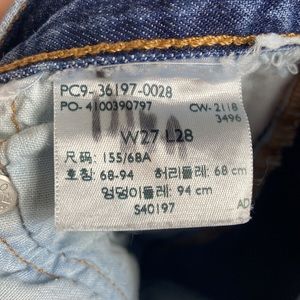 PC9- 36197-0028
PO- 4100390797 CW- 2118
3496
W27 L28
尺码: 155/68A
호칭: 68-94 허리둘레: 68 cm
엉덩이둘레: 94 cm
S40197
AD